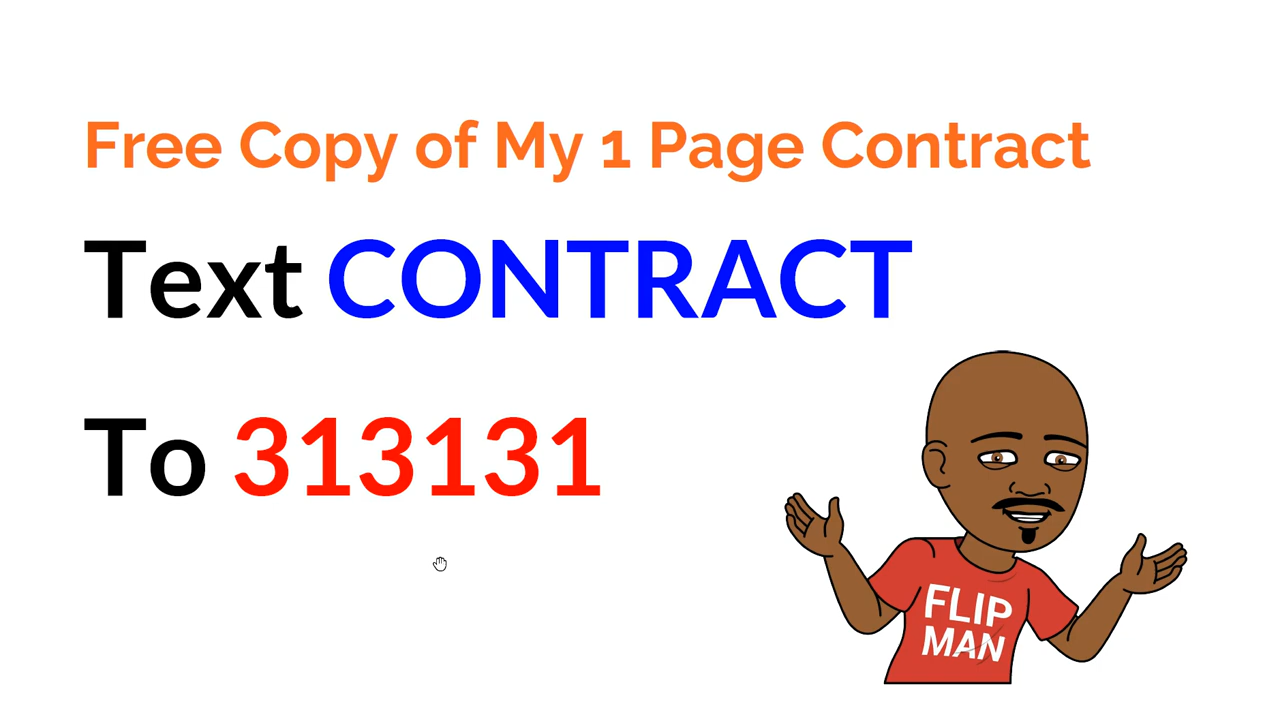 Free Copy of My 1 Page Contract
Text CONTRACT
To 313131
FLIP
MAN